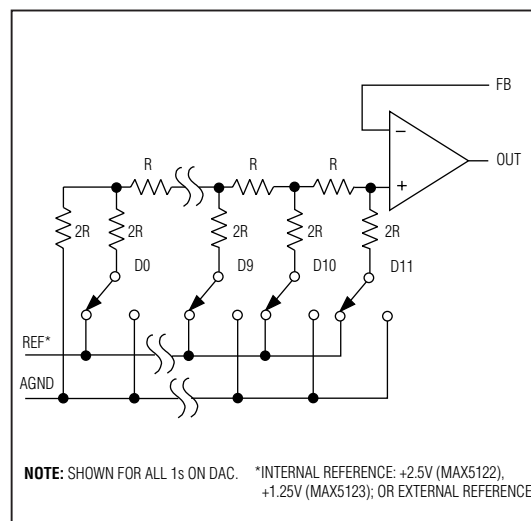 FB
OUT
−
+
R R R
2R 2R 2R 2R 2R
D0 D9 D10 D11
REF*
AGND
NOTE: SHOWN FOR ALL 1s ON DAC. *INTERNAL REFERENCE: +2.5V (MAX5122),
+1.25V (MAX5123); OR EXTERNAL REFERENCE